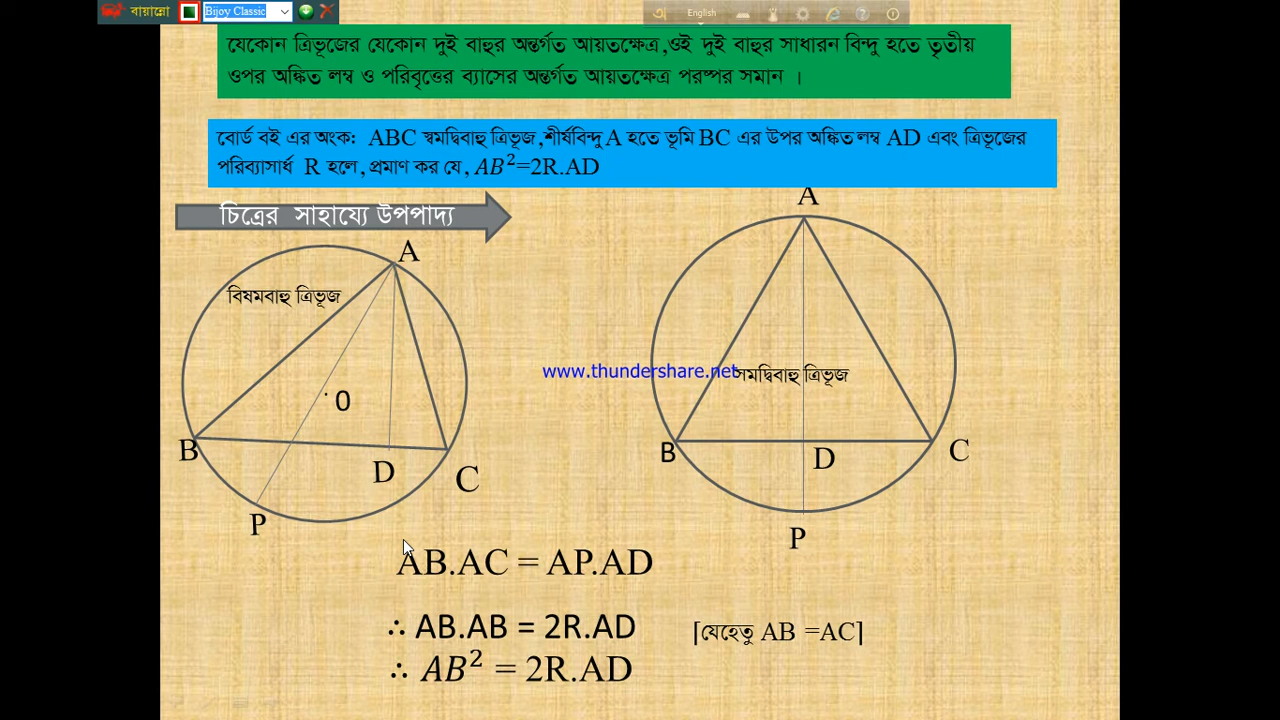 বায়ান্নো
Bijoy Classic
অ
English
যেকোন ত্রিভূজের যেকোন দুই বাহুর অন্তর্গত আয়তক্ষেত্র,ওই দুই বাহুর সাধারন বিন্দু হতে তৃতীয়
ওপর অঙ্কিত লম্ব ও পরিবৃত্তের ব্যাসের অন্তর্গত আয়তক্ষেত্র পরষ্পর সমান ।
বোর্ড বই এর অংক: ABC স্বমদ্বিবাহু ত্রিভূজ,শীর্ষবিন্দু A হতে ভূমি BC এর উপর অঙ্কিত লম্ব AD এবং ত্রিভূজের
পরিব্যাসার্ধ R হলে, প্রমাণ কর যে, AB²=2R.AD
চিত্রের সাহায্যে উপপাদ্য
A
A
বিষমবাহু ত্রিভূজ
www.thundershare.net
সমদ্বিবাহু ত্রিভূজ
0
B
D
C
B
D
C
P
P
AB.AC = AP.AD
∴ AB.AB = 2R.AD
[যেহেতু AB =AC]
∴ AB² = 2R.AD